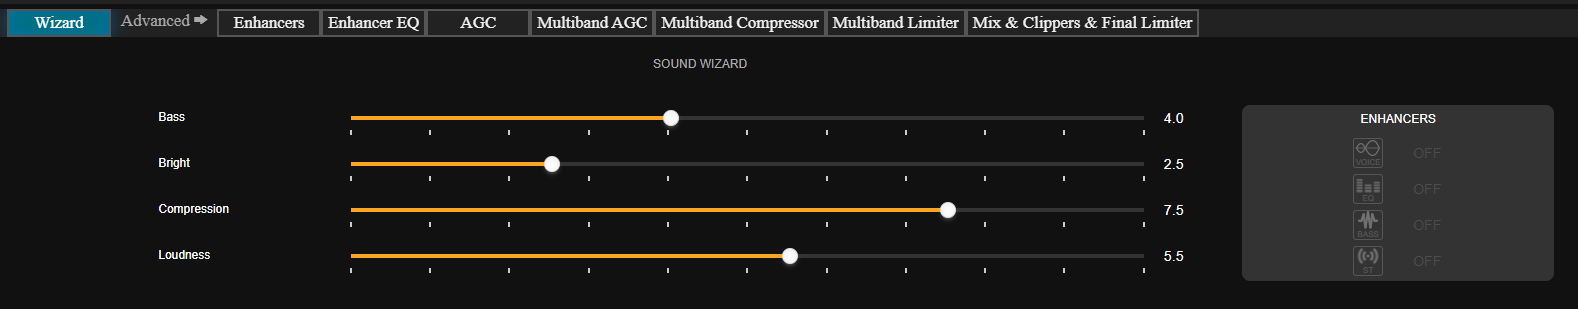 Wizard Advanced Enhancers Enhancer EQ AGC Multiband AGC Multiband Compressor Multiband Limiter Mix & Clippers & Final Limiter
SOUND WIZARD
Bass 4.0
Bright 2.5
Compression 7.5
Loudness 5.5
ENHANCERS
VOICE OFF
EQ OFF
BASS OFF
ST OFF